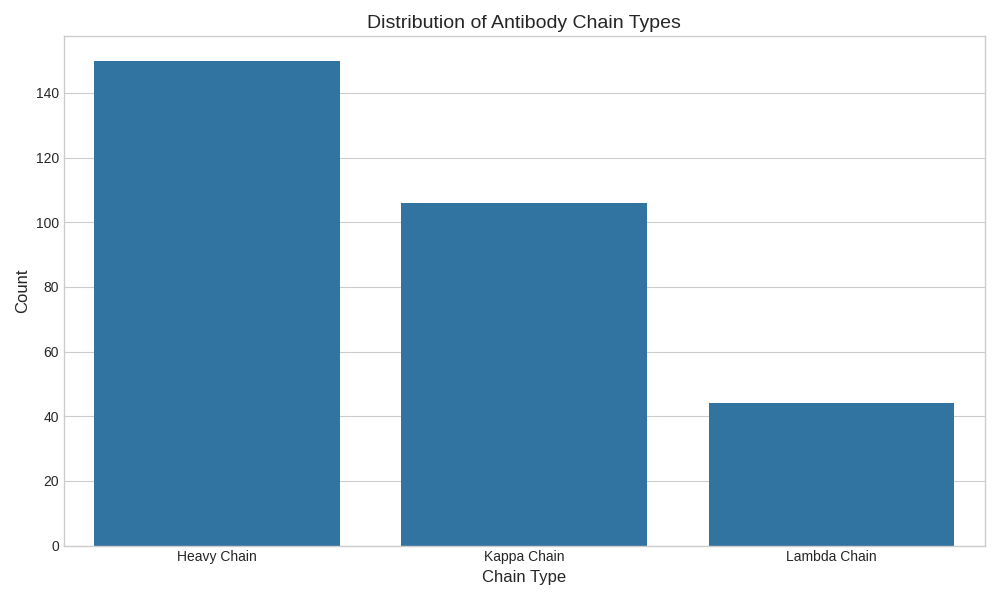 Distribution of Antibody Chain Types
Count
140
120
100
80
60
40
20
0
Heavy Chain Kappa Chain Lambda Chain
Chain Type